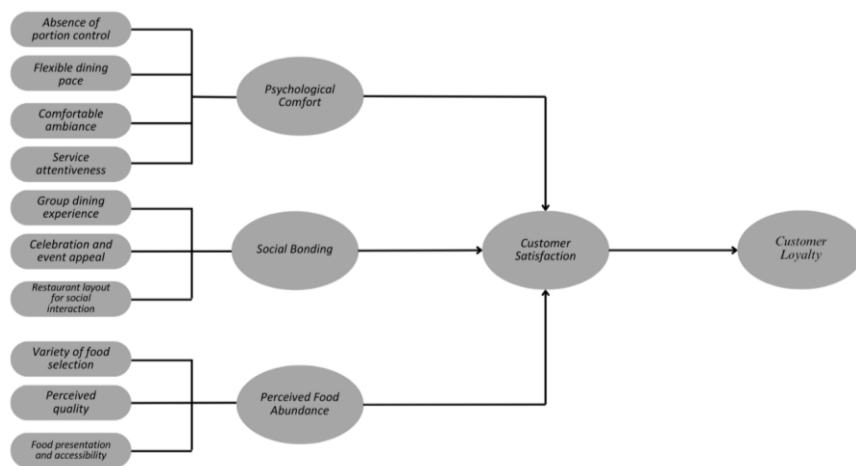 Absence of
portion control
Flexible dining
pace
Comfortable
ambiance
Service
attentiveness
Group dining
experience
Celebration and
event appeal
Restaurant layout
for social
interaction
Variety of food
selection
Perceived
quality
Food presentation
and accessibility
Psychological
Comfort
Social Bonding
Perceived Food
Abundance
Customer
Satisfaction
Customer
Loyalty